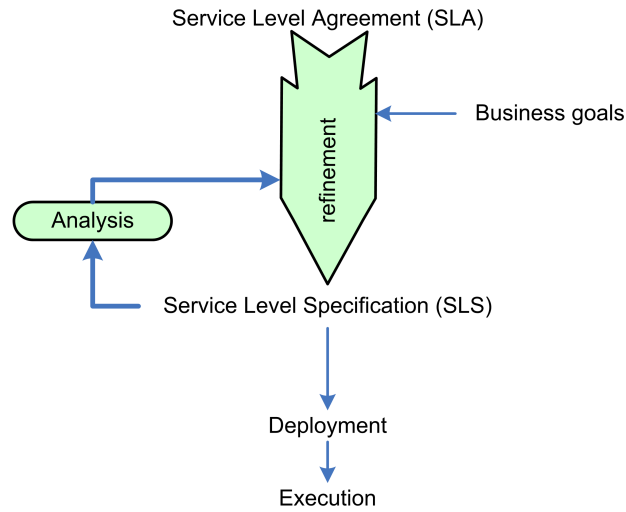 Service Level Agreement (SLA)
Business goals
refinement
Analysis
Service Level Specification (SLS)
Deployment
Execution